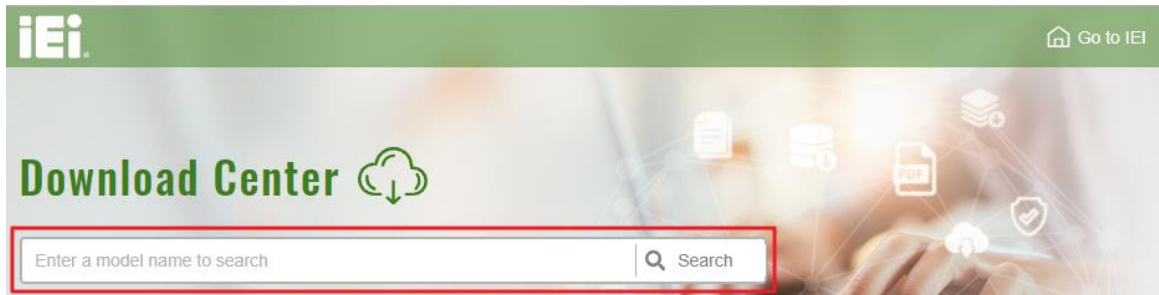 iEi.
Go to IEI
PDF
Download Center
Enter a model name to search
Search